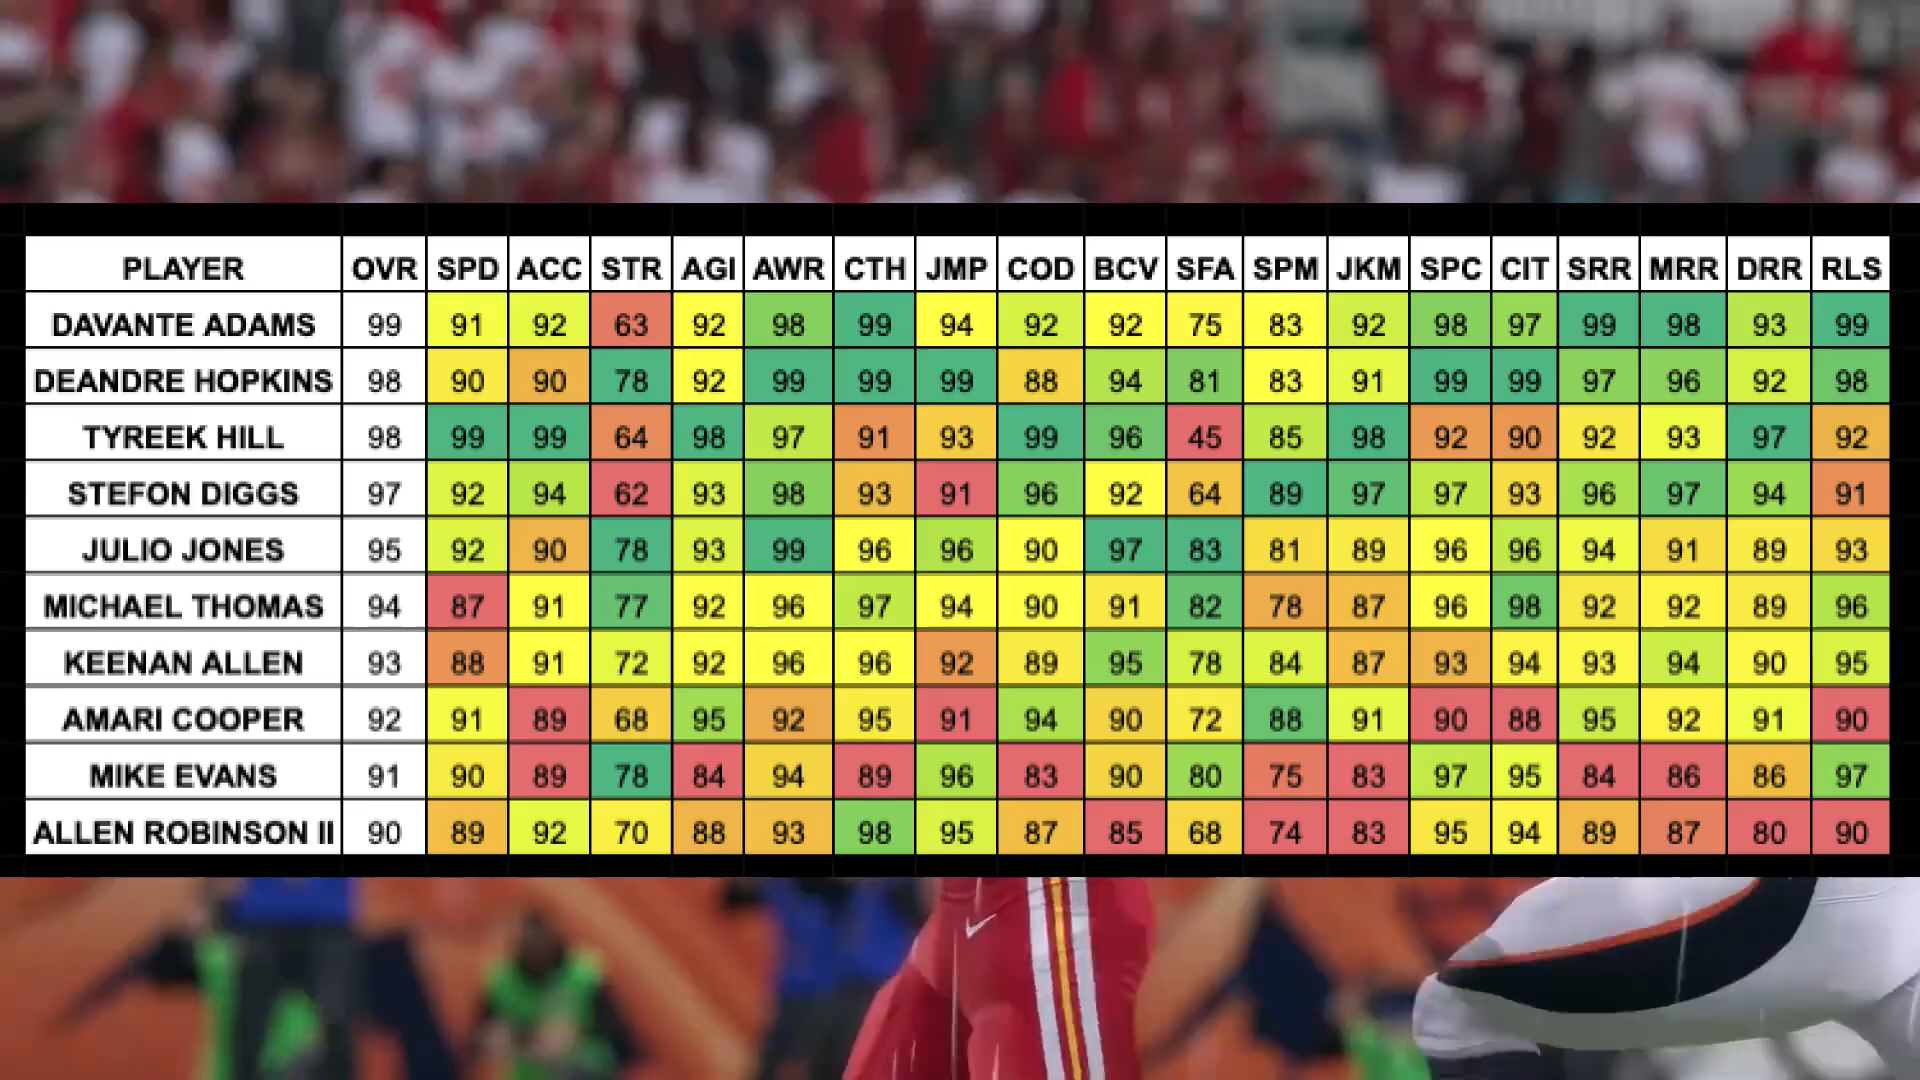 PLAYER OVR SPD ACC STR AGI AWR CTH JMP COD BCV SFA SPM JKM SPC CIT SRR MRR DRR RLS
DAVANTE ADAMS 99 91 92 63 92 98 99 94 92 92 75 83 92 98 97 99 98 93 99
DEANDRE HOPKINS 98 90 90 78 92 99 99 99 88 94 81 83 91 99 99 97 96 92 98
TYREEK HILL 98 99 99 64 98 97 91 93 99 96 45 85 98 92 90 92 93 97 92
STEFON DIGGS 97 92 94 62 93 98 93 91 96 92 64 89 97 97 93 96 97 94 91
JULIO JONES 95 92 90 78 93 99 96 96 90 97 83 81 89 96 96 94 91 89 93
MICHAEL THOMAS 94 87 91 77 92 96 97 94 90 91 82 78 87 96 98 92 92 89 96
KEENAN ALLEN 93 88 91 72 92 96 96 92 89 95 78 84 87 93 94 93 94 90 95
AMARI COOPER 92 91 89 68 95 92 95 91 94 90 72 88 91 90 88 95 92 91 90
MIKE EVANS 91 90 89 78 84 94 89 96 83 90 80 75 83 97 95 84 86 86 97
ALLEN ROBINSON II 90 89 92 70 88 93 98 95 87 85 68 74 83 95 94 89 87 80 90